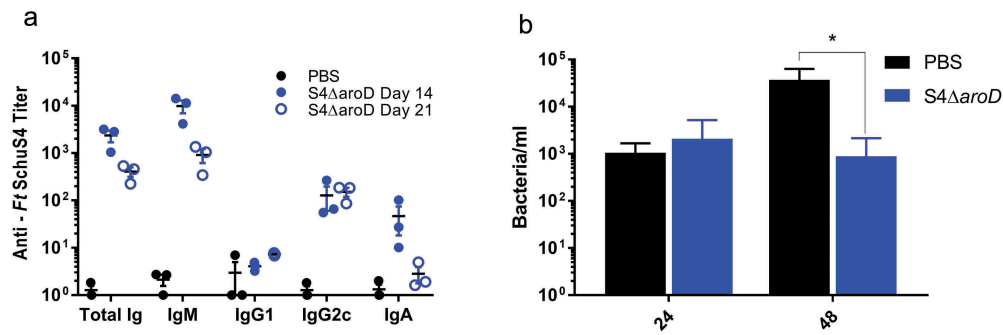 a
Anti - Ft SchuS4 Titer
10⁵
10⁴
10³
10²
10¹
10⁰
PBS
S4ΔaroD Day 14
S4ΔaroD Day 21
Total Ig IgM IgG1 IgG2c IgA
b
Bacteria/ml
10⁵
10⁴
10³
10²
10¹
10⁰
*
PBS
S4ΔaroD
24 48